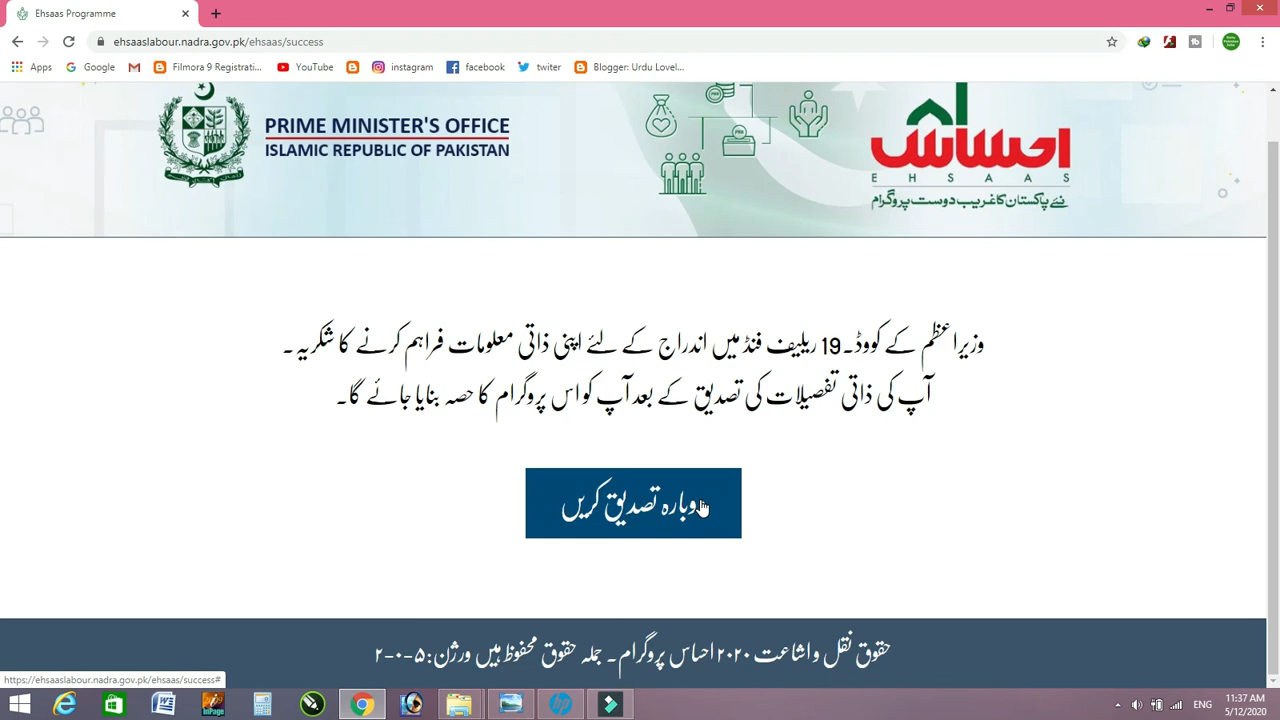 Ehsaas Programme
ehsaaslabour.nadra.gov.pk/ehsaas/success
Apps Google Filmora 9 Registrati... YouTube instagram facebook twiter Blogger: Urdu Lovel...
PRIME MINISTER'S OFFICE
ISLAMIC REPUBLIC OF PAKISTAN
احساس
EHSAAS
نئے پاکستان کا غریب دوست پروگرام
وزیراعظم کے کووڈ۔19 ریلیف فنڈ میں اندراج کے لئے اپنی ذاتی معلومات فراہم کرنے کا شکریہ۔
آپ کی ذاتی تفصیلات کی تصدیق کے بعد آپ کو اس پروگرام کا حصہ بنایا جائے گا۔
دوبارہ تصدیق کریں
حقوق نقل و اشاعت ۲۰۲۰ احساس پروگرام۔ جملہ حقوق محفوظ ہیں ورژن:۵-۰-۲
https://ehsaaslabour.nadra.gov.pk/ehsaas/success#
ENG
11:37 AM
5/12/2020